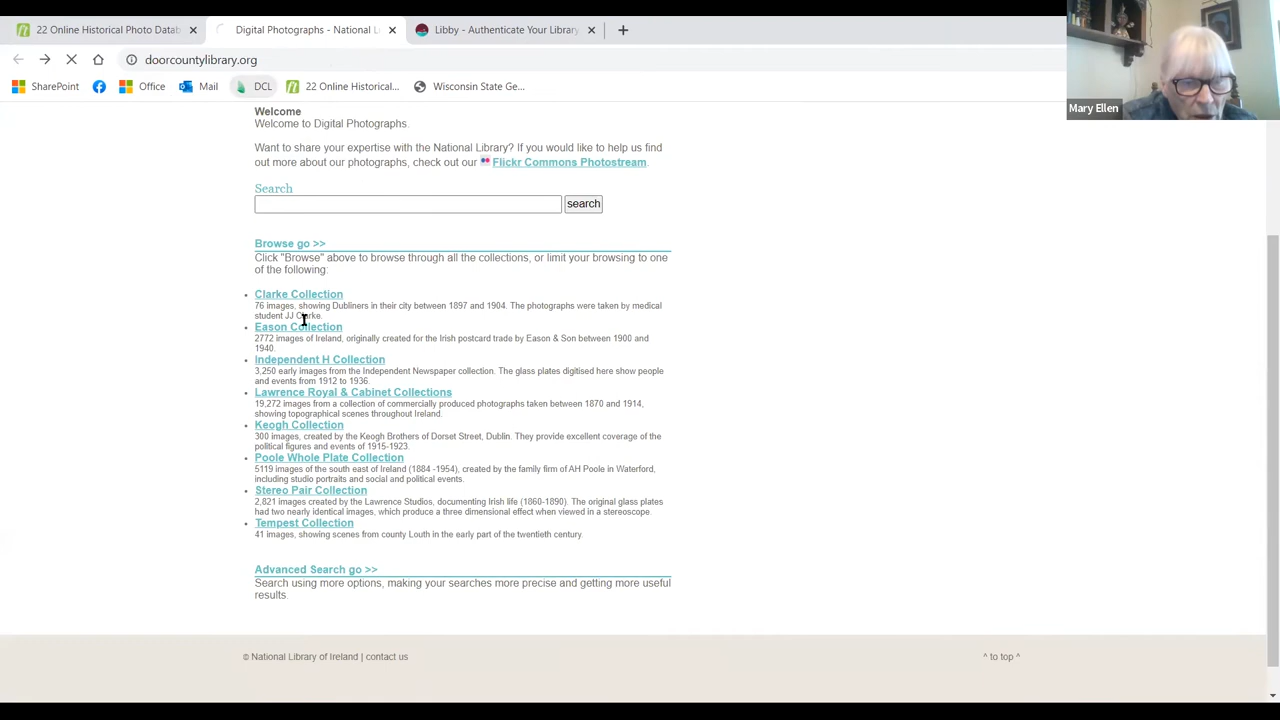 22 Online Historical Photo Datab
Digital Photographs - National L
Libby - Authenticate Your Library
doorcountylibrary.org
SharePoint
Office
Mail
DCL
22 Online Historical...
Wisconsin State Ge...
Mary Ellen
Welcome
Welcome to Digital Photographs.
Want to share your expertise with the National Library? If you would like to help us find
out more about our photographs, check out our Flickr Commons Photostream.
Search
search
Browse go >>
Click "Browse" above to browse through all the collections, or limit your browsing to one
of the following:
Clarke Collection
76 images, showing Dubliners in their city between 1897 and 1904. The photographs were taken by medical
student JJ Clarke.
Eason Collection
2772 images of Ireland, originally created for the Irish postcard trade by Eason & Son between 1900 and
1940.
Independent H Collection
3,250 early images from the Independent Newspaper collection. The glass plates digitised here show people
and events from 1912 to 1936.
Lawrence Royal & Cabinet Collections
19,272 images from a collection of commercially produced photographs taken between 1870 and 1914,
showing topographical scenes throughout Ireland.
Keogh Collection
300 images, created by the Keogh Brothers of Dorset Street, Dublin. They provide excellent coverage of the
political figures and events of 1915-1923.
Poole Whole Plate Collection
5119 images of the south east of Ireland (1884 -1954), created by the family firm of AH Poole in Waterford,
including studio portraits and social and political events.
Stereo Pair Collection
2,821 images created by the Lawrence Studios, documenting Irish life (1860-1890). The original glass plates
had two nearly identical images, which produce a three dimensional effect when viewed in a stereoscope.
Tempest Collection
41 images, showing scenes from county Louth in the early part of the twentieth century.
Advanced Search go >>
Search using more options, making your searches more precise and getting more useful
results.
© National Library of Ireland | contact us
^ to top ^